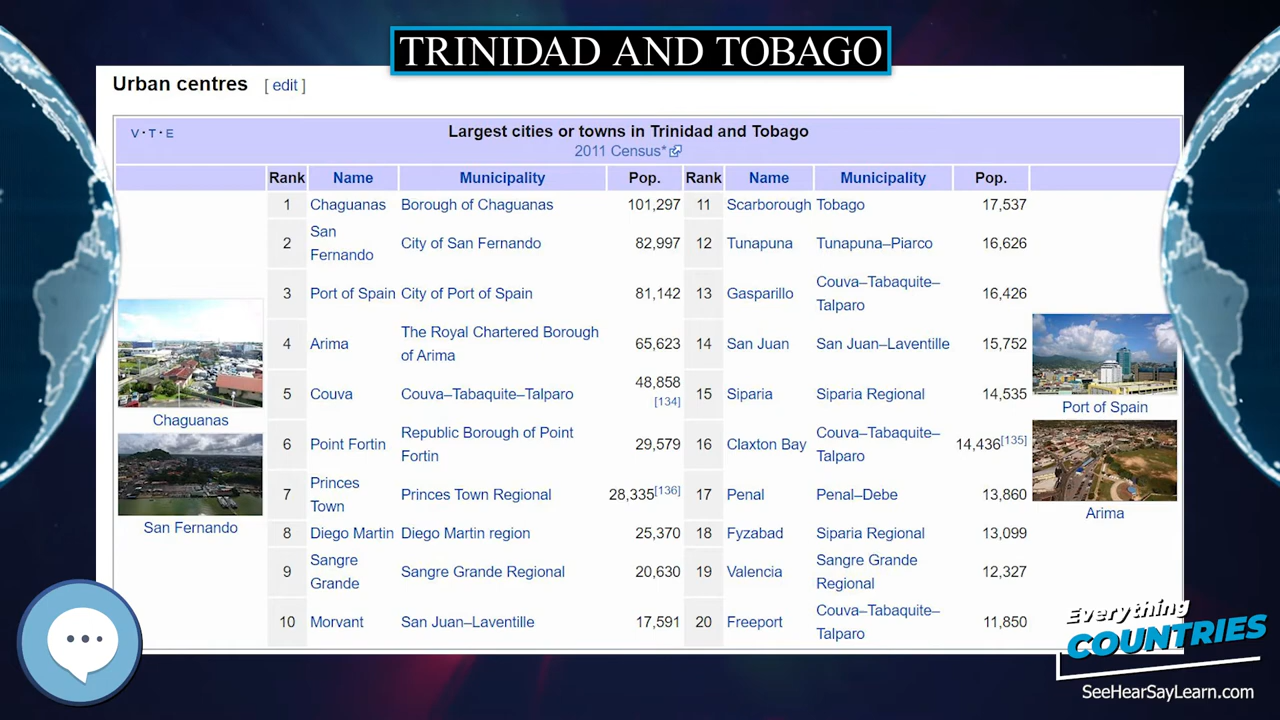 TRINIDAD AND TOBAGO
Urban centres [ edit ]
V · T · E
Largest cities or towns in Trinidad and Tobago
2011 Census*
Rank Name Municipality Pop. Rank Name Municipality Pop.
1 Chaguanas Borough of Chaguanas 101,297 11 Scarborough Tobago 17,537
2 San Fernando City of San Fernando 82,997 12 Tunapuna Tunapuna–Piarco 16,626
3 Port of Spain City of Port of Spain 81,142 13 Gasparillo Couva–Tabaquite–Talparo 16,426
4 Arima The Royal Chartered Borough of Arima 65,623 14 San Juan San Juan–Laventille 15,752
5 Couva Couva–Tabaquite–Talparo 48,858 [134] 15 Siparia Siparia Regional 14,535
6 Point Fortin Republic Borough of Point Fortin 29,579 16 Claxton Bay Couva–Tabaquite–Talparo 14,436[135]
7 Princes Town Princes Town Regional 28,335[136] 17 Penal Penal–Debe 13,860
8 Diego Martin Diego Martin region 25,370 18 Fyzabad Siparia Regional 13,099
9 Sangre Grande Sangre Grande Regional 20,630 19 Valencia Sangre Grande Regional 12,327
10 Morvant San Juan–Laventille 17,591 20 Freeport Couva–Tabaquite–Talparo 11,850
Chaguanas
San Fernando
Port of Spain
Arima
Everything
COUNTRIES
SeeHearSayLearn.com